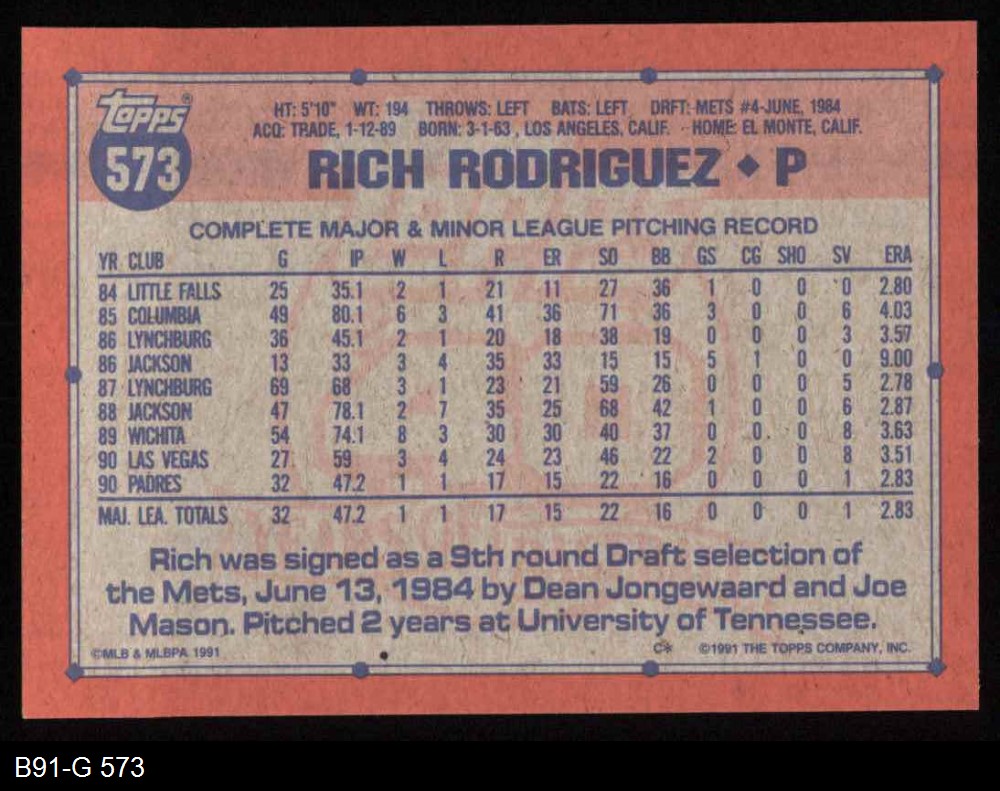 topps®
573
HT: 5'10" WT: 194 THROWS: LEFT BATS: LEFT DRFT: METS #4-JUNE, 1984
ACQ: TRADE, 1-12-89 BORN: 3-1-63, LOS ANGELES, CALIF. HOME: EL MONTE, CALIF.
RICH RODRIGUEZ ♦ P
COMPLETE MAJOR & MINOR LEAGUE PITCHING RECORD
YR CLUB G IP W L R ER SO BB GS CG SHO SV ERA
84 LITTLE FALLS 25 35.1 2 1 21 11 27 36 1 0 0 0 2.80
85 COLUMBIA 49 80.1 6 3 41 36 71 36 3 0 0 6 4.03
86 LYNCHBURG 36 45.1 2 1 20 18 38 19 0 0 0 3 3.57
86 JACKSON 13 33 3 4 35 33 15 15 5 1 0 0 9.00
87 LYNCHBURG 69 68 3 1 23 21 59 26 0 0 0 5 2.78
88 JACKSON 47 78.1 2 7 35 25 68 42 1 0 0 6 2.87
89 WICHITA 54 74.1 8 3 30 30 40 37 0 0 0 8 3.63
90 LAS VEGAS 27 59 3 4 24 23 46 22 2 0 0 8 3.51
90 PADRES 32 47.2 1 1 17 15 22 16 0 0 0 1 2.83
MAJ. LEA. TOTALS 32 47.2 1 1 17 15 22 16 0 0 0 1 2.83
Rich was signed as a 9th round Draft selection of
the Mets, June 13, 1984 by Dean Jongewaard and Joe
Mason. Pitched 2 years at University of Tennessee.
©MLB & MLBPA 1991 C* ©1991 THE TOPPS COMPANY, INC.
B91-G 573